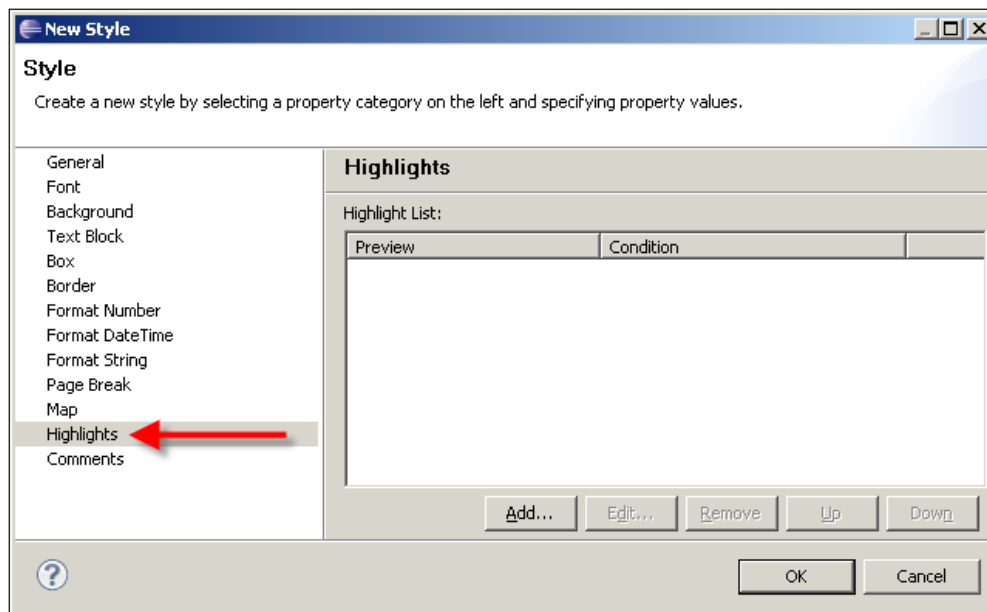 New Style
Style
Create a new style by selecting a property category on the left and specifying property values.
General
Font
Background
Text Block
Box
Border
Format Number
Format DateTime
Format String
Page Break
Map
Highlights
Comments
Highlights
Highlight List:
Preview Condition
Add... Edit... Remove Up Down
? OK Cancel